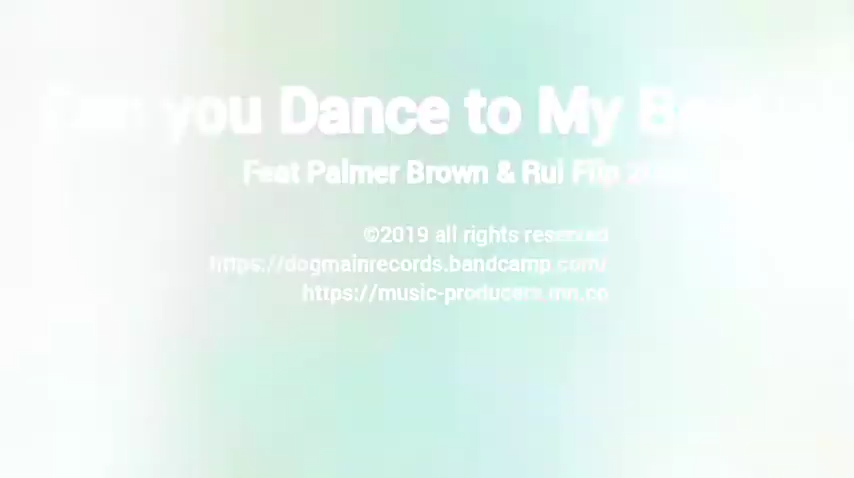 you Dance to My
Feat Palmer Brown & Rui Flip
©2019 all rights reserved
https://dogmainrecords.bandcamp.com/
https://music-producers.mn.co